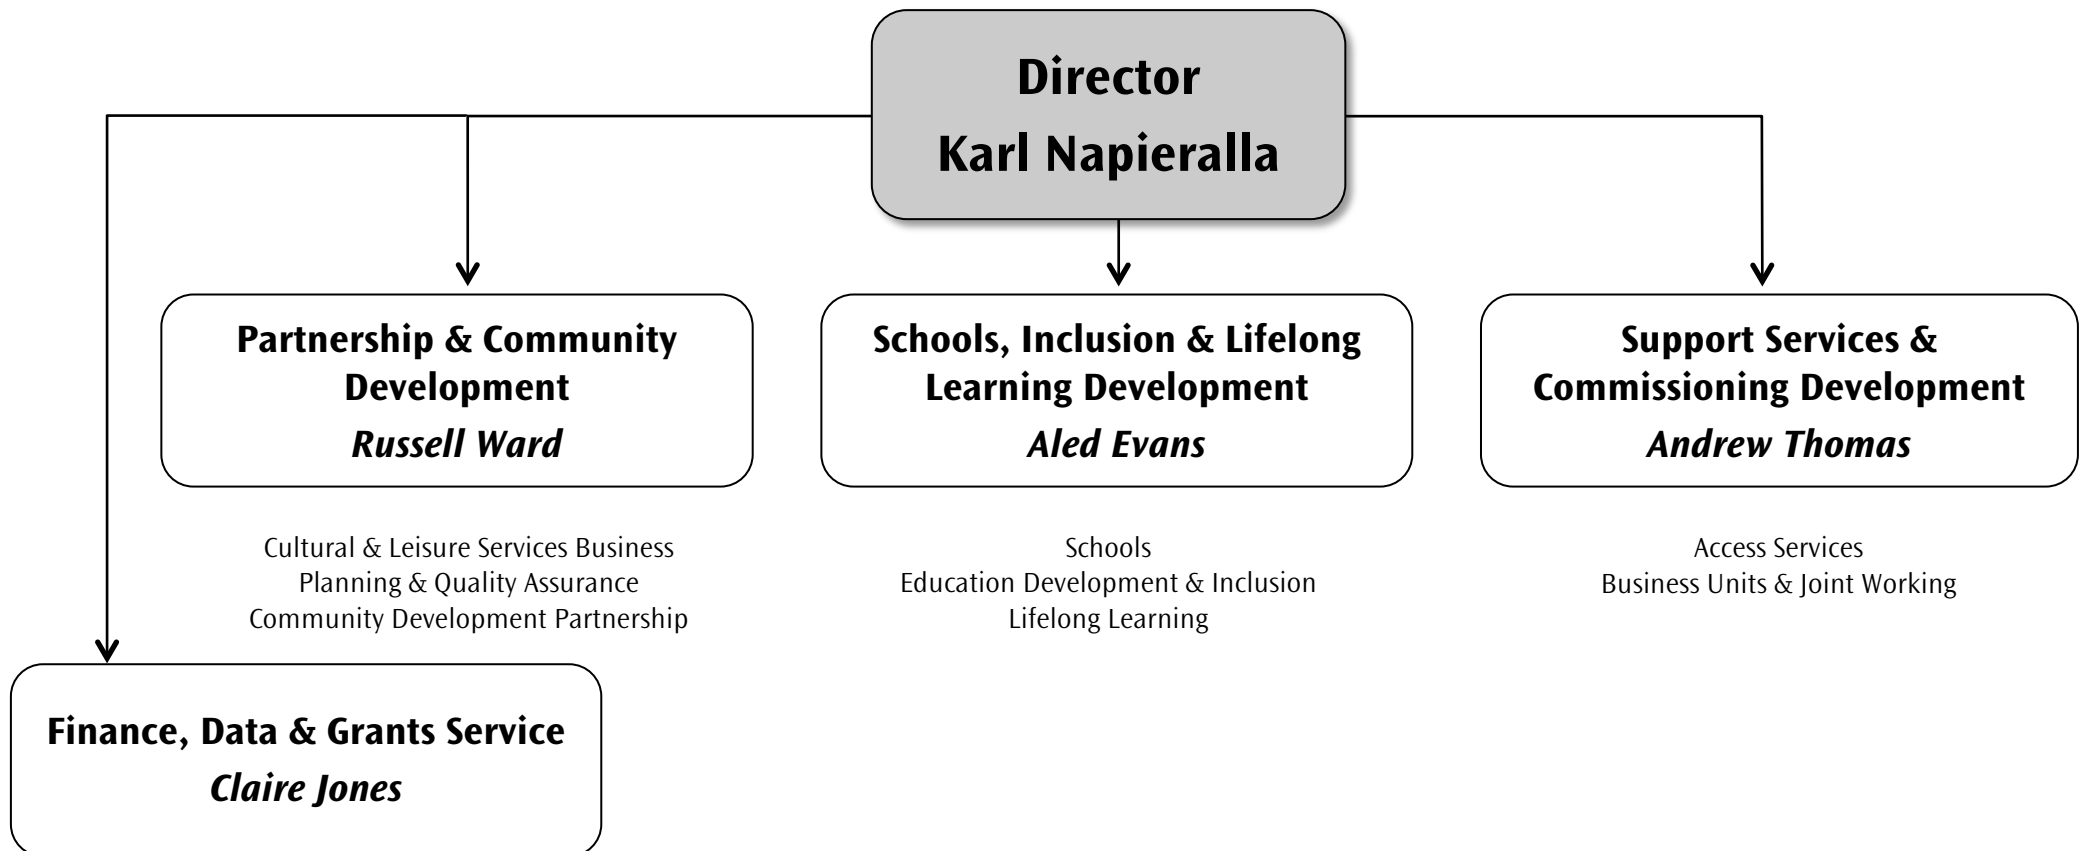 Director
Karl Napieralla
Partnership & Community
Development
Russell Ward
Schools, Inclusion & Lifelong
Learning Development
Aled Evans
Support Services &
Commissioning Development
Andrew Thomas
Cultural & Leisure Services Business
Planning & Quality Assurance
Community Development Partnership
Schools
Education Development & Inclusion
Lifelong Learning
Access Services
Business Units & Joint Working
Finance, Data & Grants Service
Claire Jones